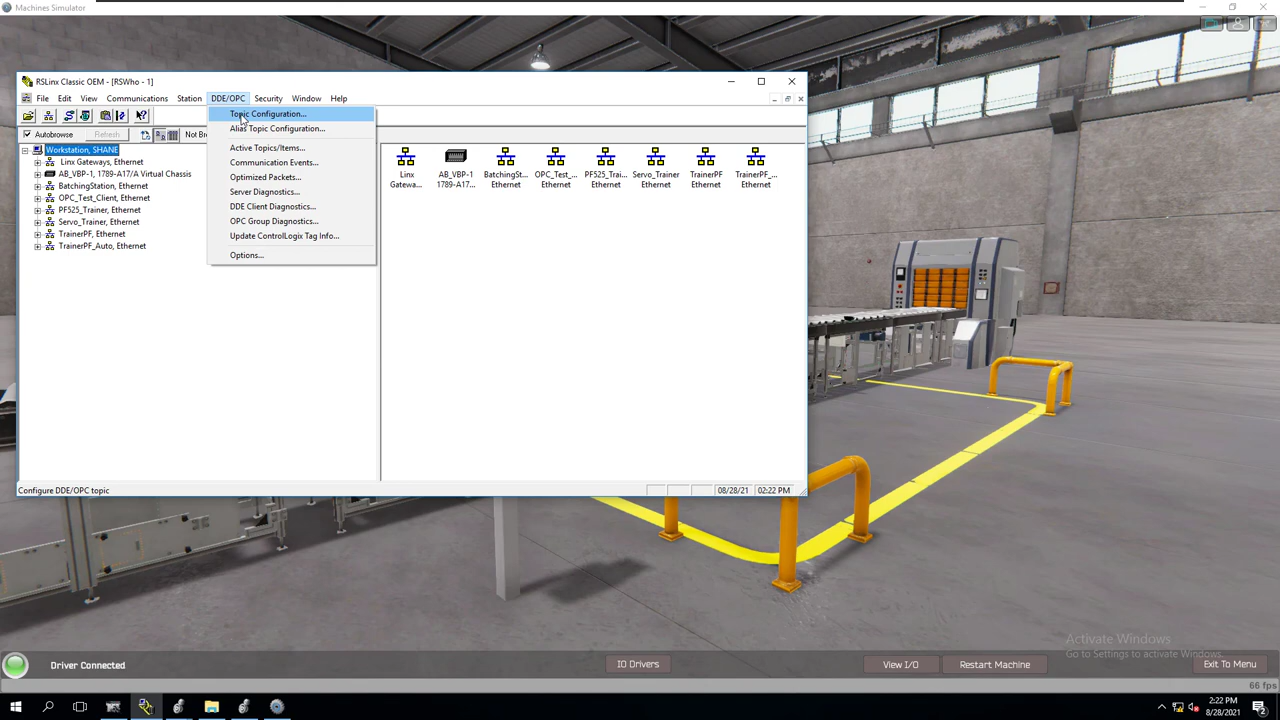 Machines Simulator
RSLinx Classic OEM - [RSWho - 1]
File Edit View Communications Station DDE/OPC Security Window Help
Autobrowse Refresh Not Br
Topic Configuration...
Alias Topic Configuration...
Active Topics/Items...
Communication Events...
Optimized Packets...
Server Diagnostics...
DDE Client Diagnostics...
OPC Group Diagnostics...
Update ControlLogix Tag Info...
Options...
Workstation, SHANE
Linx Gateways, Ethernet
AB_VBP-1, 1789-A17/A Virtual Chassis
BatchingStation, Ethernet
OPC_Test_Client, Ethernet
PF525_Trainer, Ethernet
Servo_Trainer, Ethernet
TrainerPF, Ethernet
TrainerPF_Auto, Ethernet
Linx AB_VBP-1 BatchingSt... OPC_Test_... PF525_Trai... Servo_Trainer TrainerPF TrainerPF_...
Gatewa... 1789-A17... Ethernet Ethernet Ethernet Ethernet Ethernet Ethernet
Configure DDE/OPC topic 08/28/21 02:22 PM
Activate Windows
Go to Settings to activate Windows.
Driver Connected IO Drivers View I/O Restart Machine Exit To Menu
66 fps
2:22 PM
8/28/2021
2